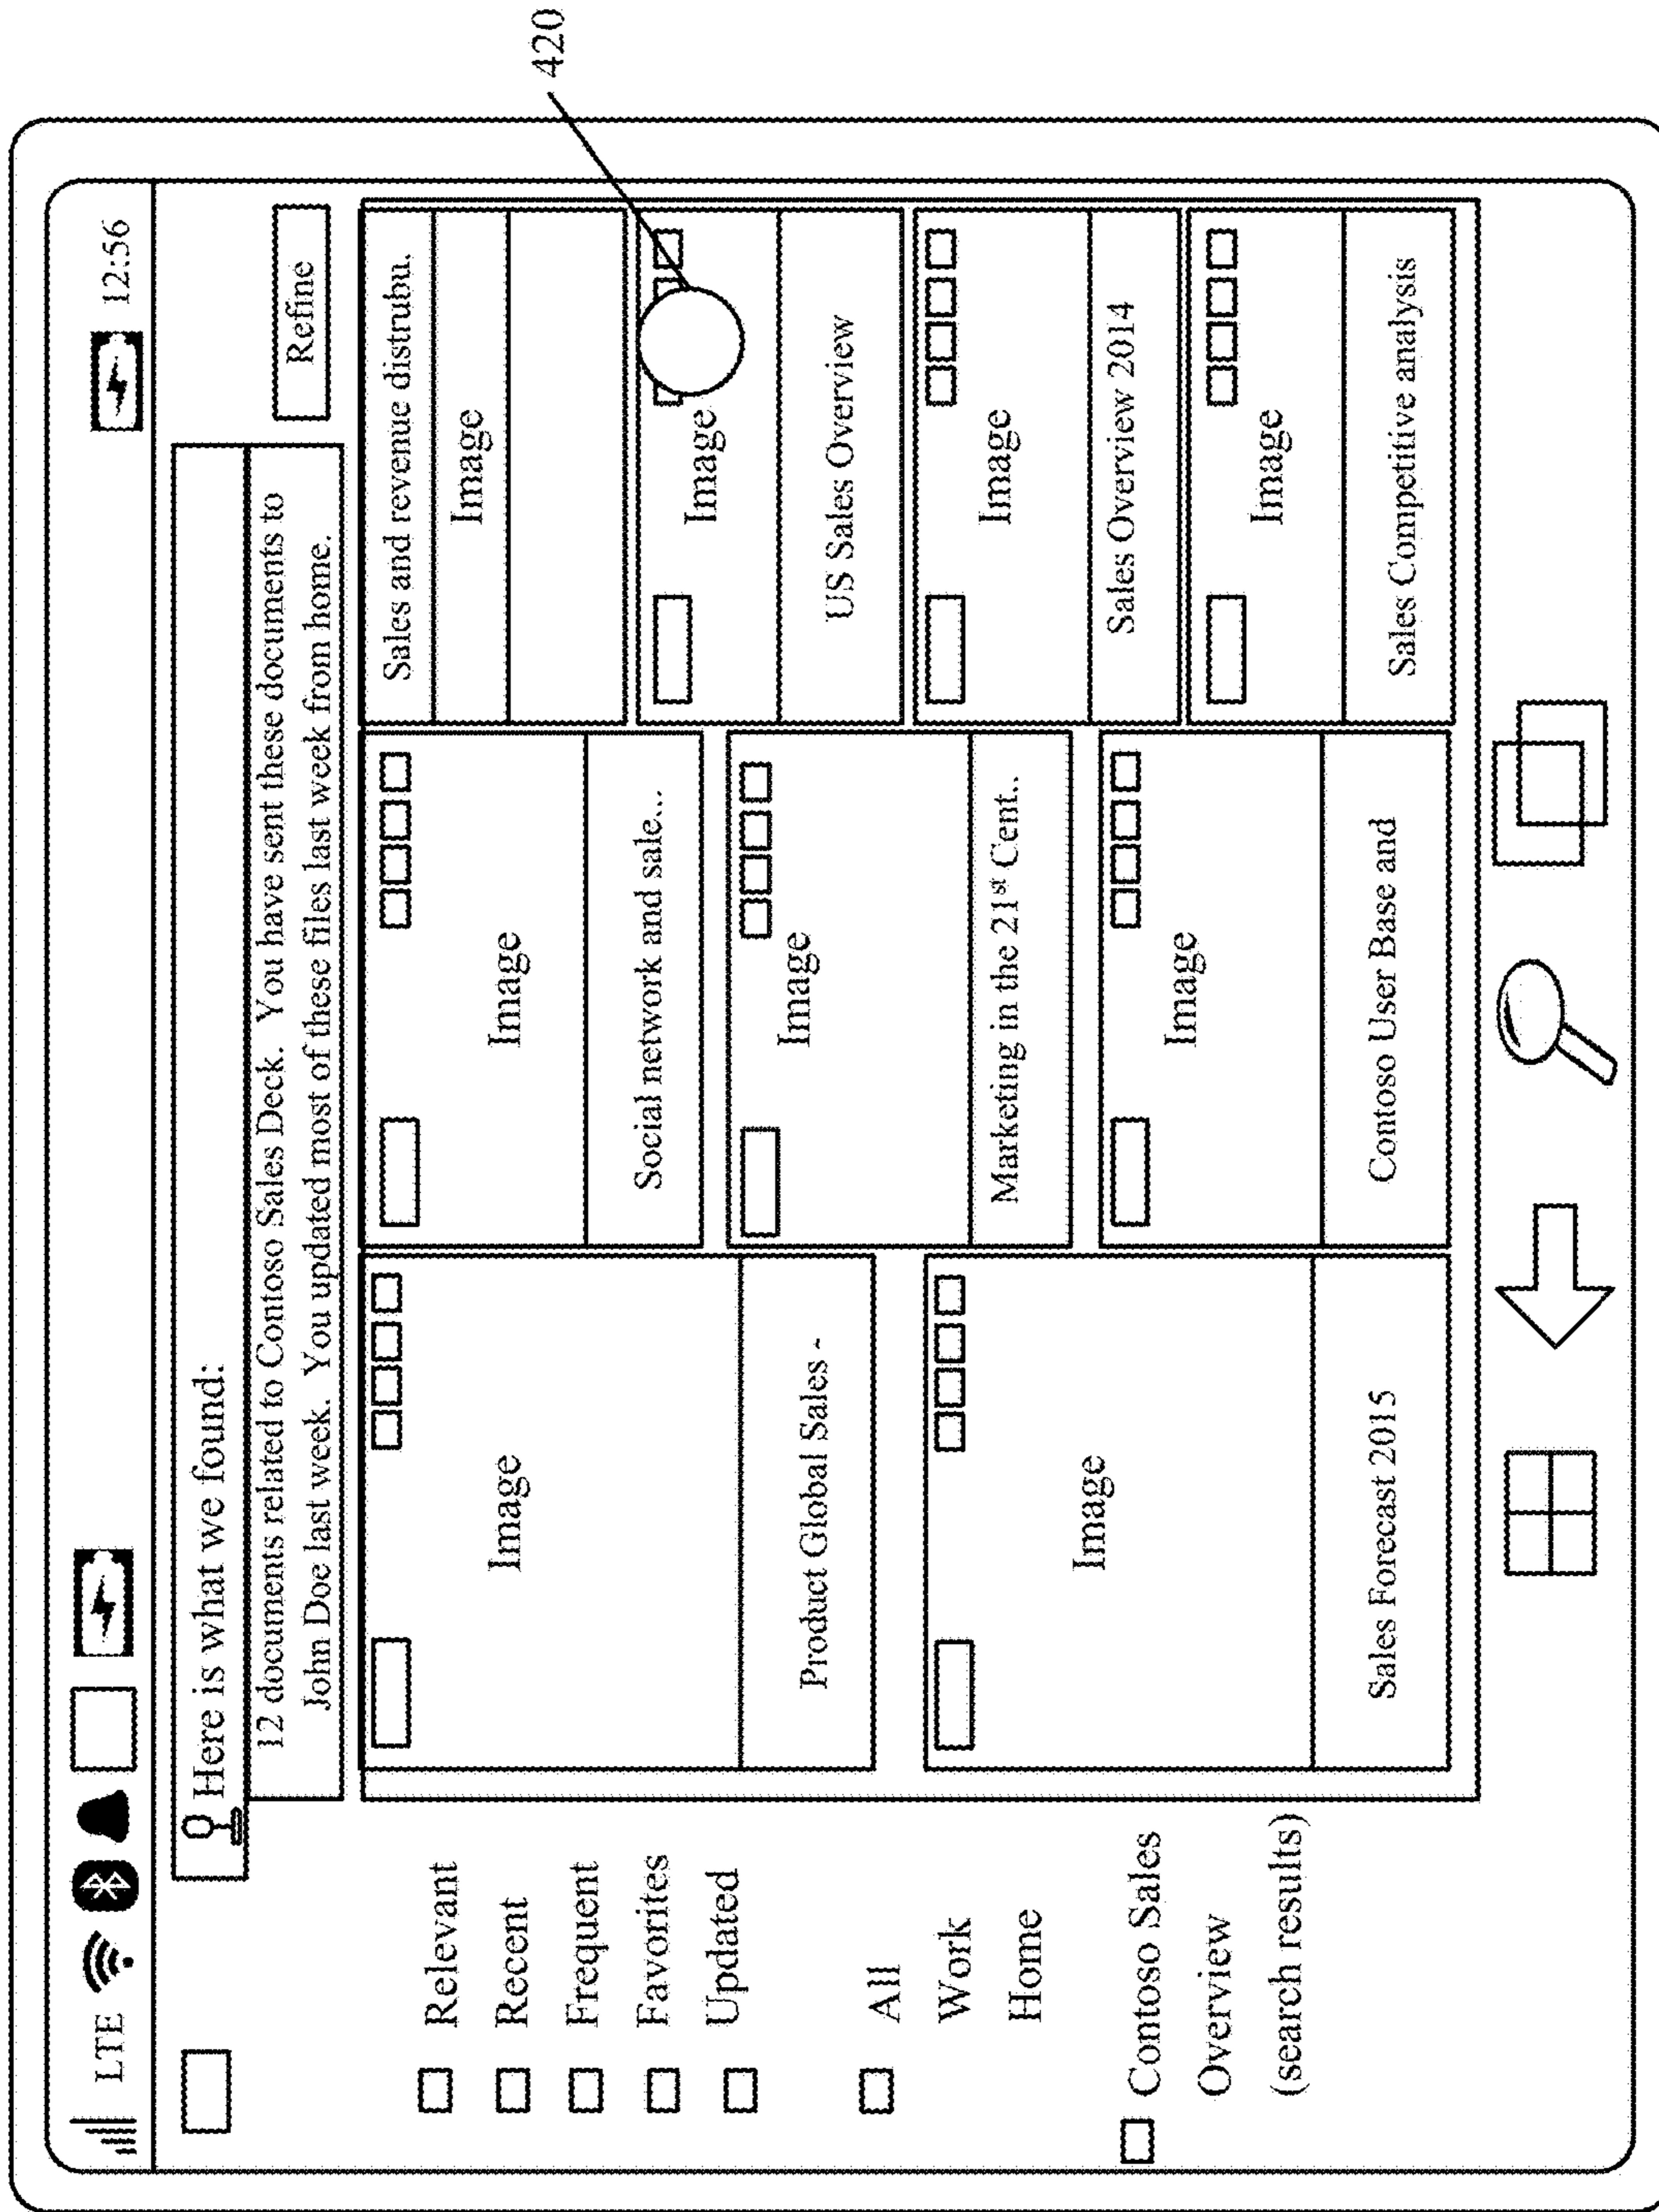 LTE
12:56
Here is what we found:
Refine
12 documents related to Contoso Sales Deck. You have sent these documents to
John Doe last week. You updated most of these files last week from home.
Relevant
Recent
Frequent
Favorites
Updated
All
Work
Home
Contoso Sales
Overview
(search results)
Image
Product Global Sales -
Image
Sales Forecast 2015
Image
Social network and sale...
Image
Marketing in the 21st Cent..
Image
Contoso User Base and
Sales and revenue distrubu.
Image
Image
US Sales Overview
Image
Sales Overview 2014
Image
Sales Competitive analysis
420